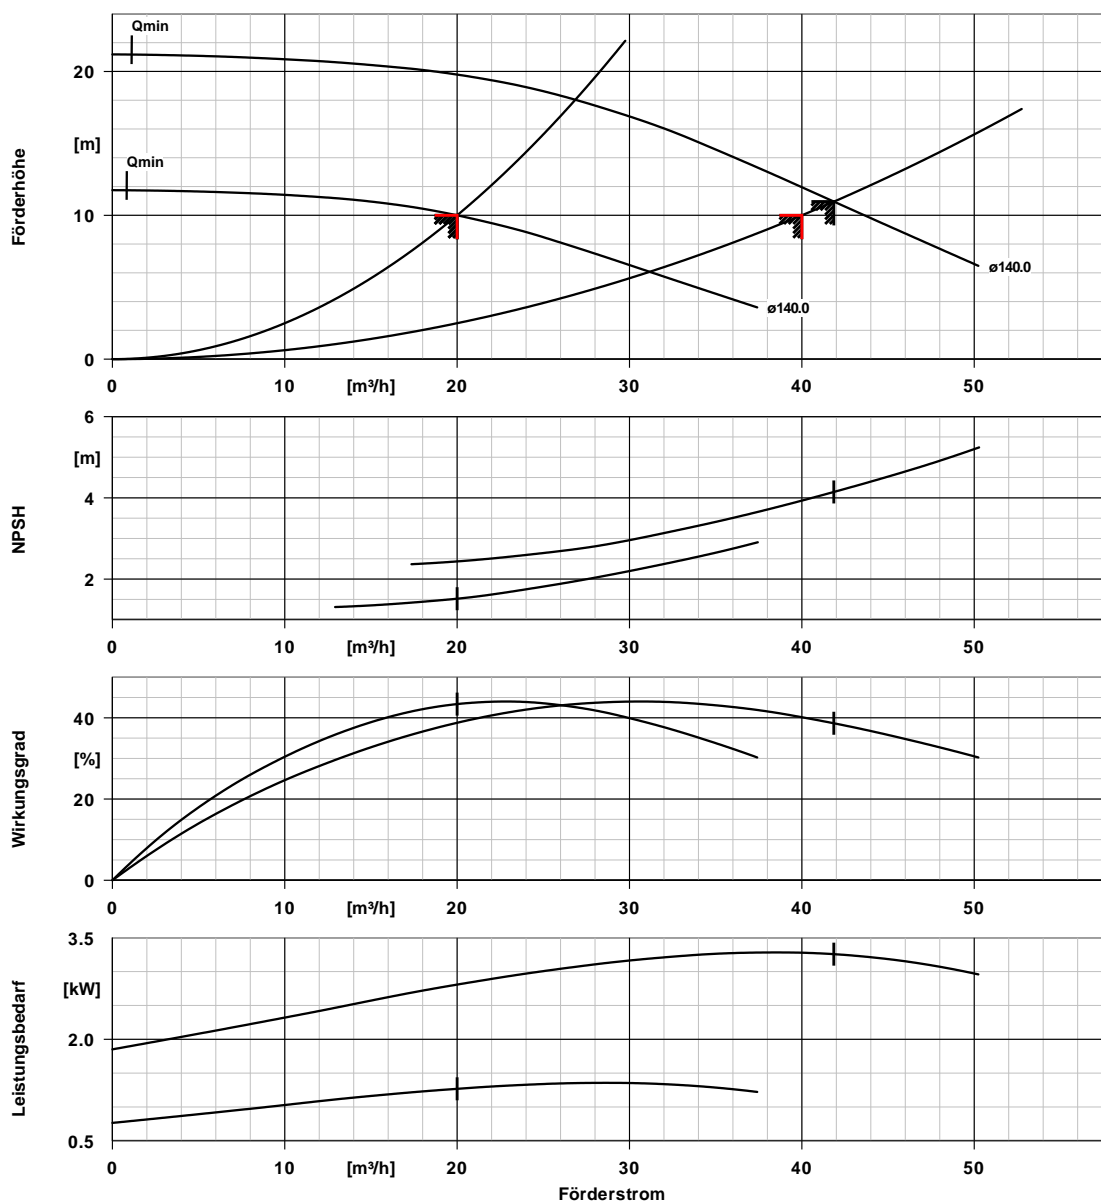 Qmin
20
[m]
Qmin
Förderhöhe
10
ø140.0
ø140.0
0
0 10 [m³/h] 20 30 40 50
6
[m]
4
NPSH
2
0 10 [m³/h] 20 30 40 50
40
[%]
Wirkungsgrad
20
0
0 10 [m³/h] 20 30 40 50
3.5
[kW]
2.0
Leistungsbedarf
0.5
0 10 [m³/h] 20 30 40 50
Förderstrom